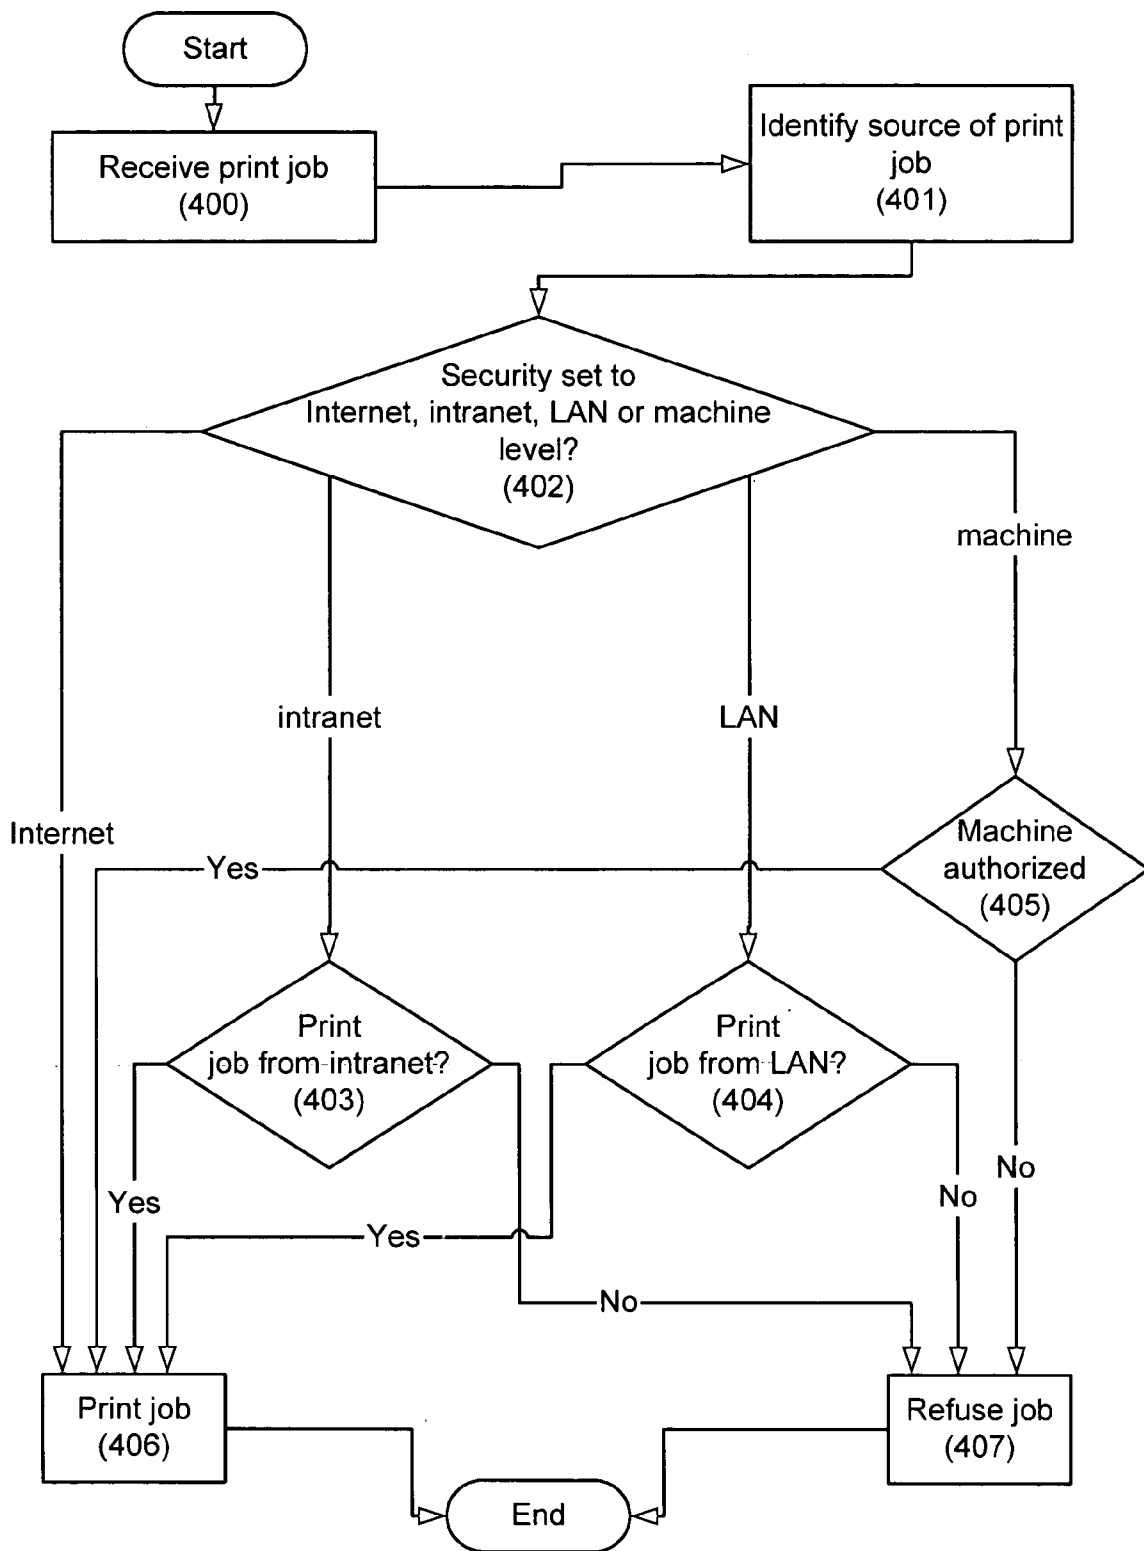 Start
Receive print job
(400)
Identify source of print
job
(401)
Security set to
Internet, intranet, LAN or machine
level?
(402)
machine
intranet
LAN
Internet
Yes
Machine
authorized
(405)
Print
job from intranet?
(403)
Print
job from LAN?
(404)
Yes
Yes
No
No
No
Print job
(406)
Refuse job
(407)
End